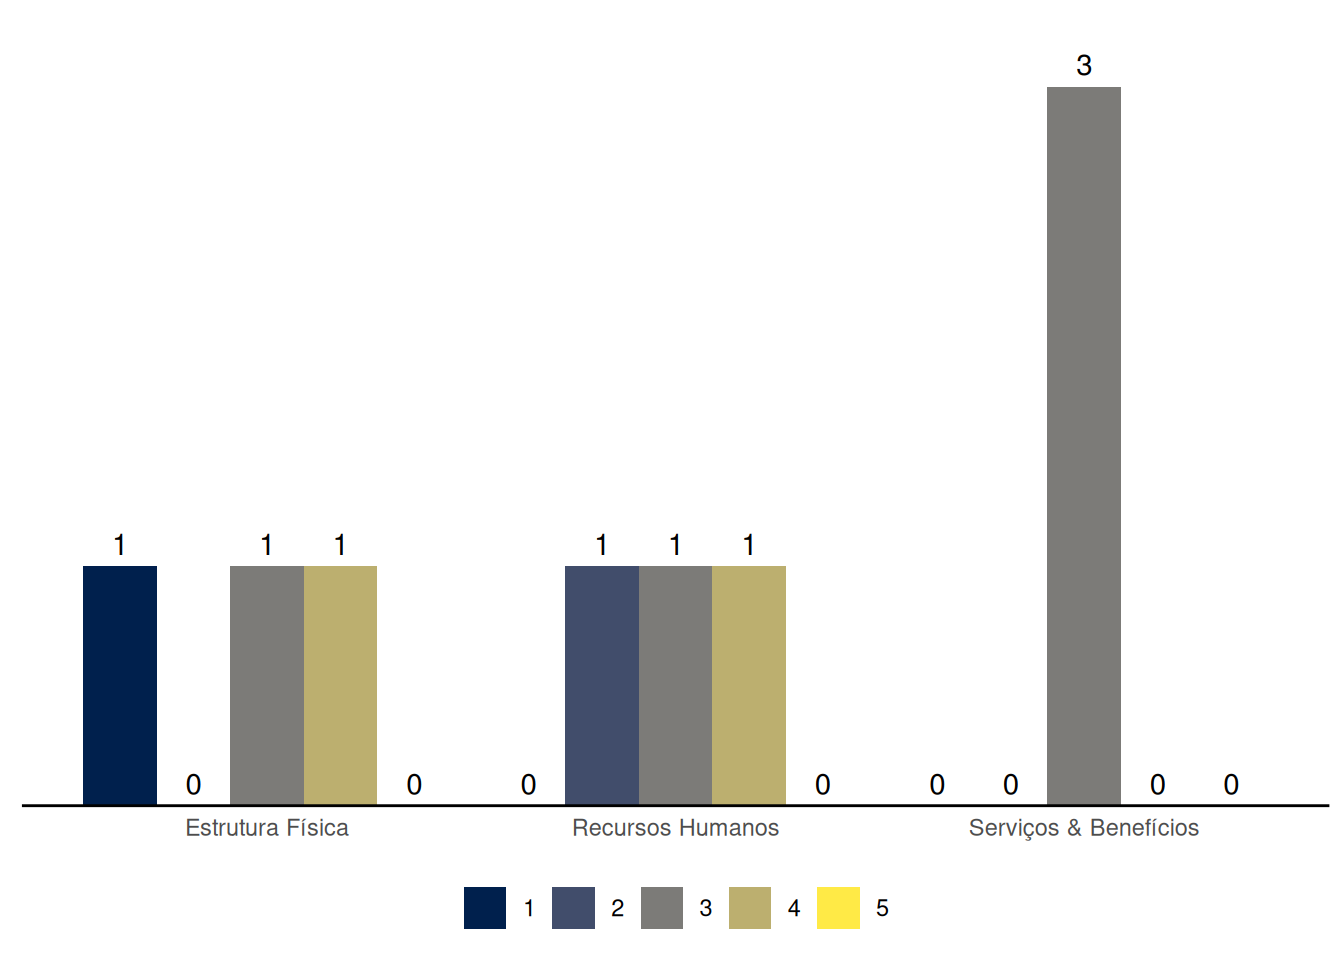 3
1 1 1 1 1 1
0 0 0 0 0 0 0 0
Estrutura Física Recursos Humanos Serviços & Benefícios
1 2 3 4 5